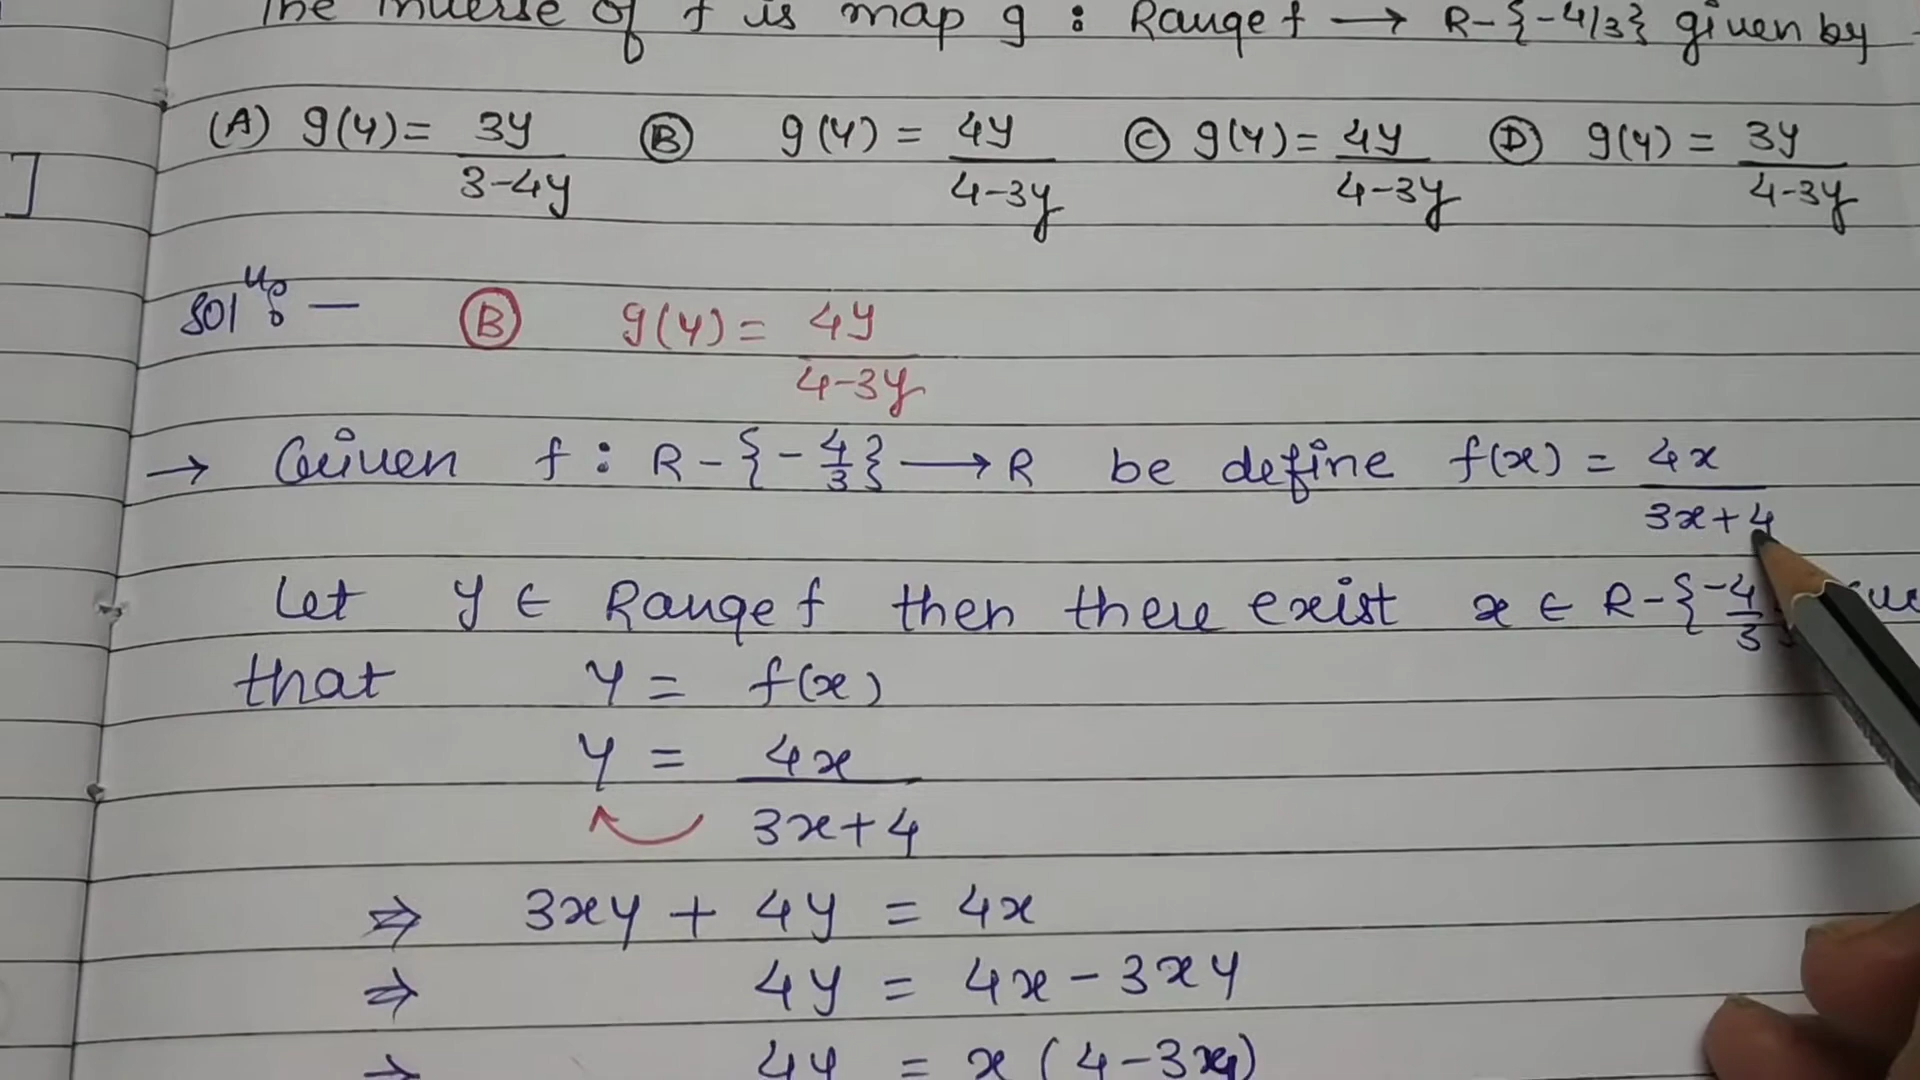 The inverse of f is map g : Range f → R-{-4/3} given by
(A) g(y) = 3y/3-4y (B) g(y) = 4y/4-3y (C) g(y) = 4y/4-3y (D) g(y) = 3y/4-3y
]
Solⁿ: — (B) g(y) = 4y/4-3y
→ Given f : R-{-4/3} → R be define f(x) = 4x/3x+4
Let y ∈ Range f then there exist x ∈ R-{-4/3}
that y = f(x)
y = 4x/3x+4
⇒ 3xy + 4y = 4x
⇒ 4y = 4x - 3xy
⇒ 4y = x(4-3y)